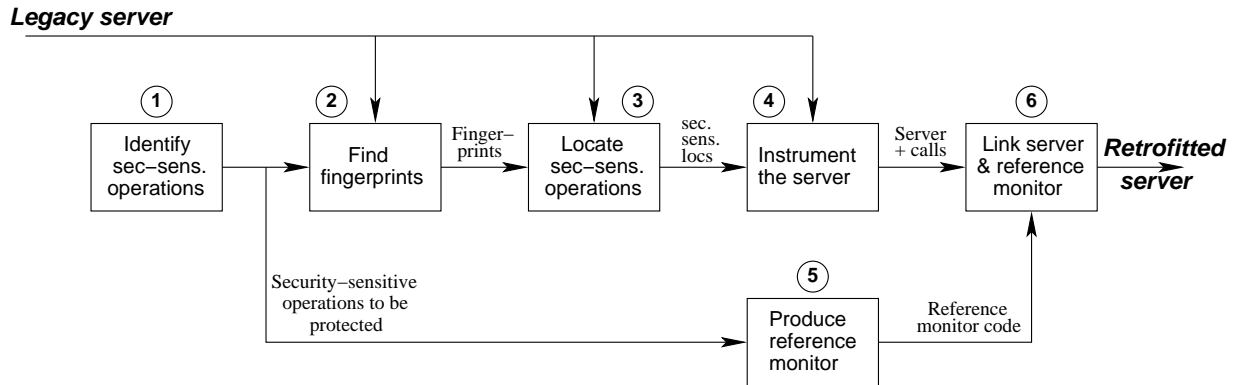 Legacy server
1
2
3
4
6
Identify
sec−sens.
operations
Find
fingerprints
Finger−
prints
Locate
sec−sens.
operations
sec.
sens.
locs
Instrument
the server
Server
+ calls
Link server
& reference
monitor
Retrofitted
server
Security−sensitive
operations to be
protected
5
Produce
reference
monitor
Reference
monitor code